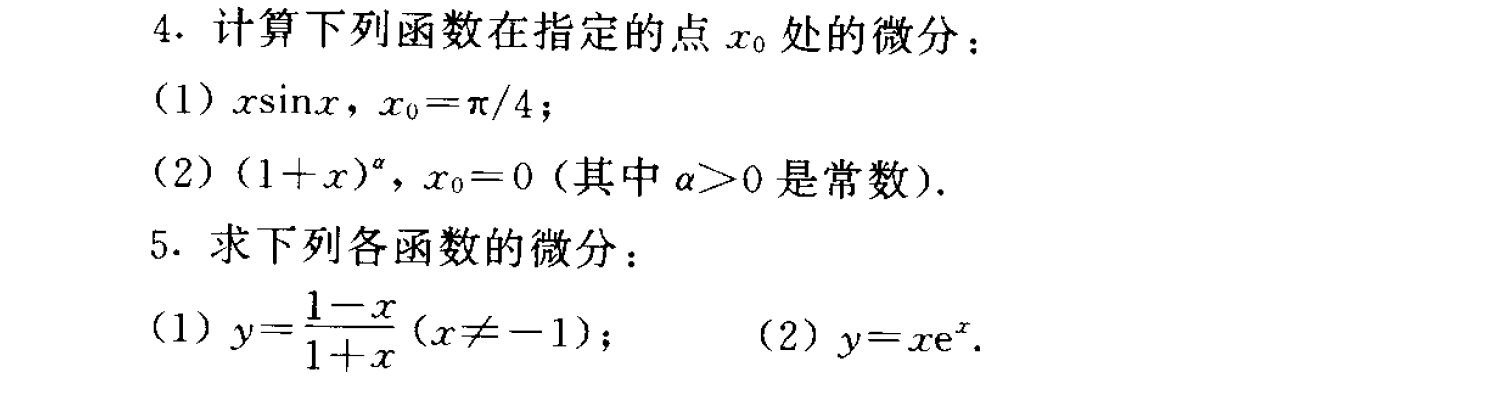 4. 计算下列函数在指定的点 x₀ 处的微分：
(1) xsinx, x₀=π/4;
(2) (1+x)^α, x₀=0 (其中 α>0 是常数).
5. 求下列各函数的微分：
(1) y=\frac{1-x}{1+x} (x≠-1); (2) y=xe^x.